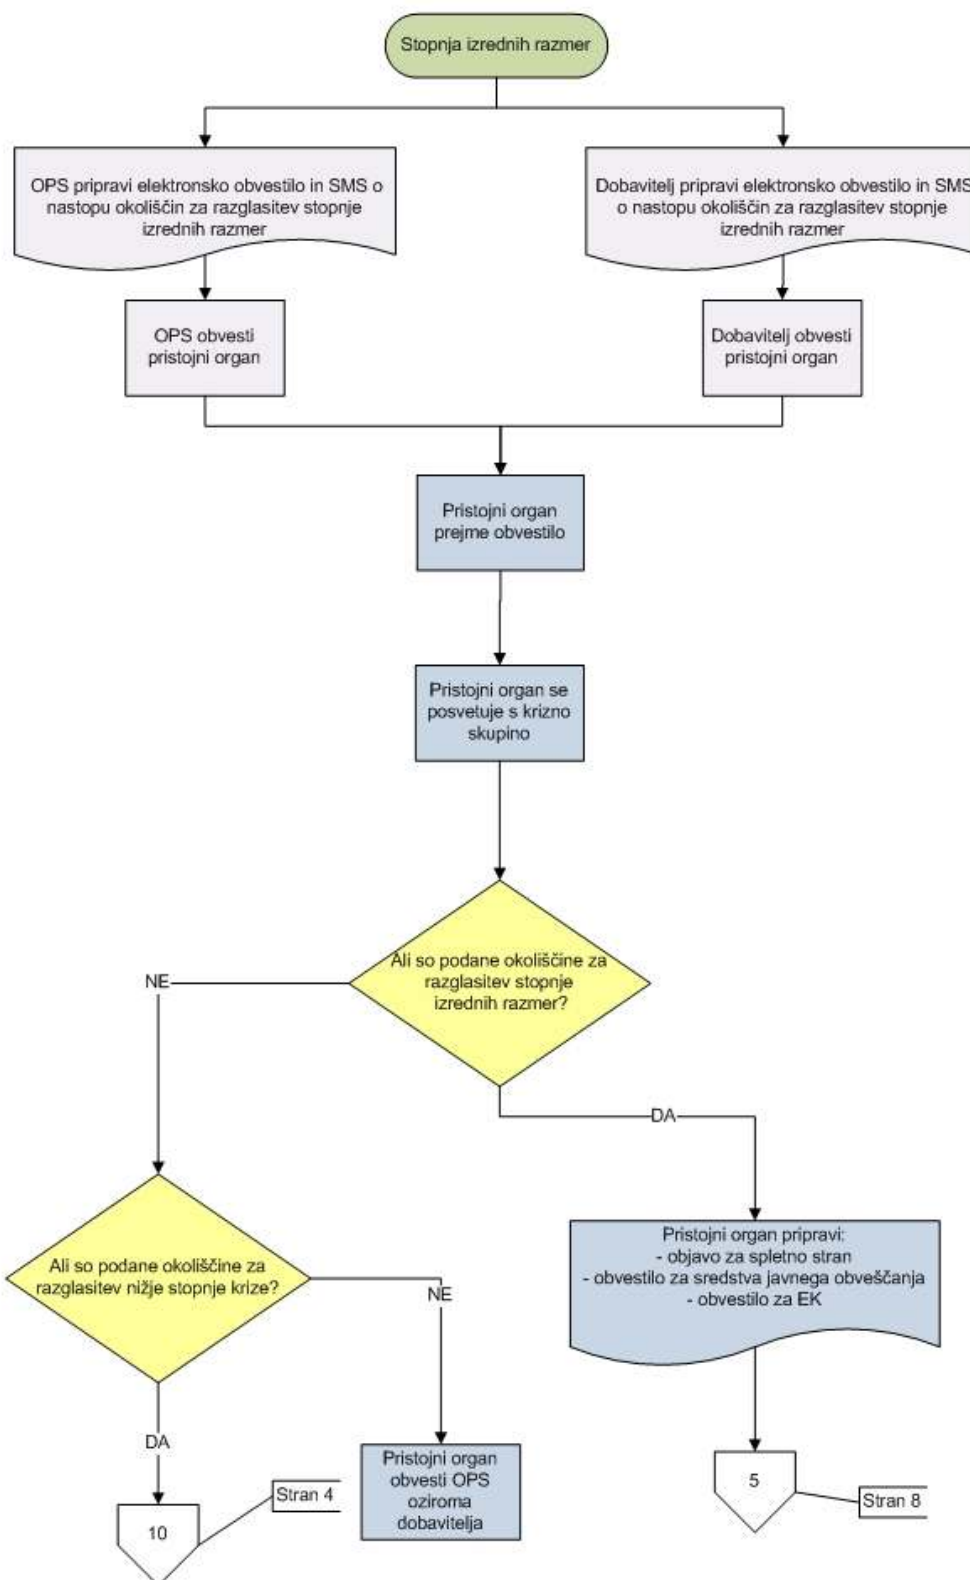 Stopnja izrednih razmer
OPS pripravi elektronsko obvestilo in SMS o
nastopu okoliščin za razglasitev stopnje
izrednih razmer
Dobavitelj pripravi elektronsko obvestilo in SMS
o nastopu okoliščin za razglasitev stopnje
izrednih razmer
OPS obvesti
pristojni organ
Dobavitelj obvesti
pristojni organ
Pristojni organ
prejme obvestilo
Pristojni organ se
posvetuje s krizno
skupino
Ali so podane okoliščine za
razglasitev stopnje
izrednih razmer?
NE
DA
Ali so podane okoliščine za
razglasitev nižje stopnje krize?
NE
Pristojni organ pripravi:
- objavo za spletno stran
- obvestilo za sredstva javnega obveščanja
- obvestilo za EK
DA
Pristojni organ
obvesti OPS
oziroma
dobavitelja
5
Stran 8
Stran 4
10